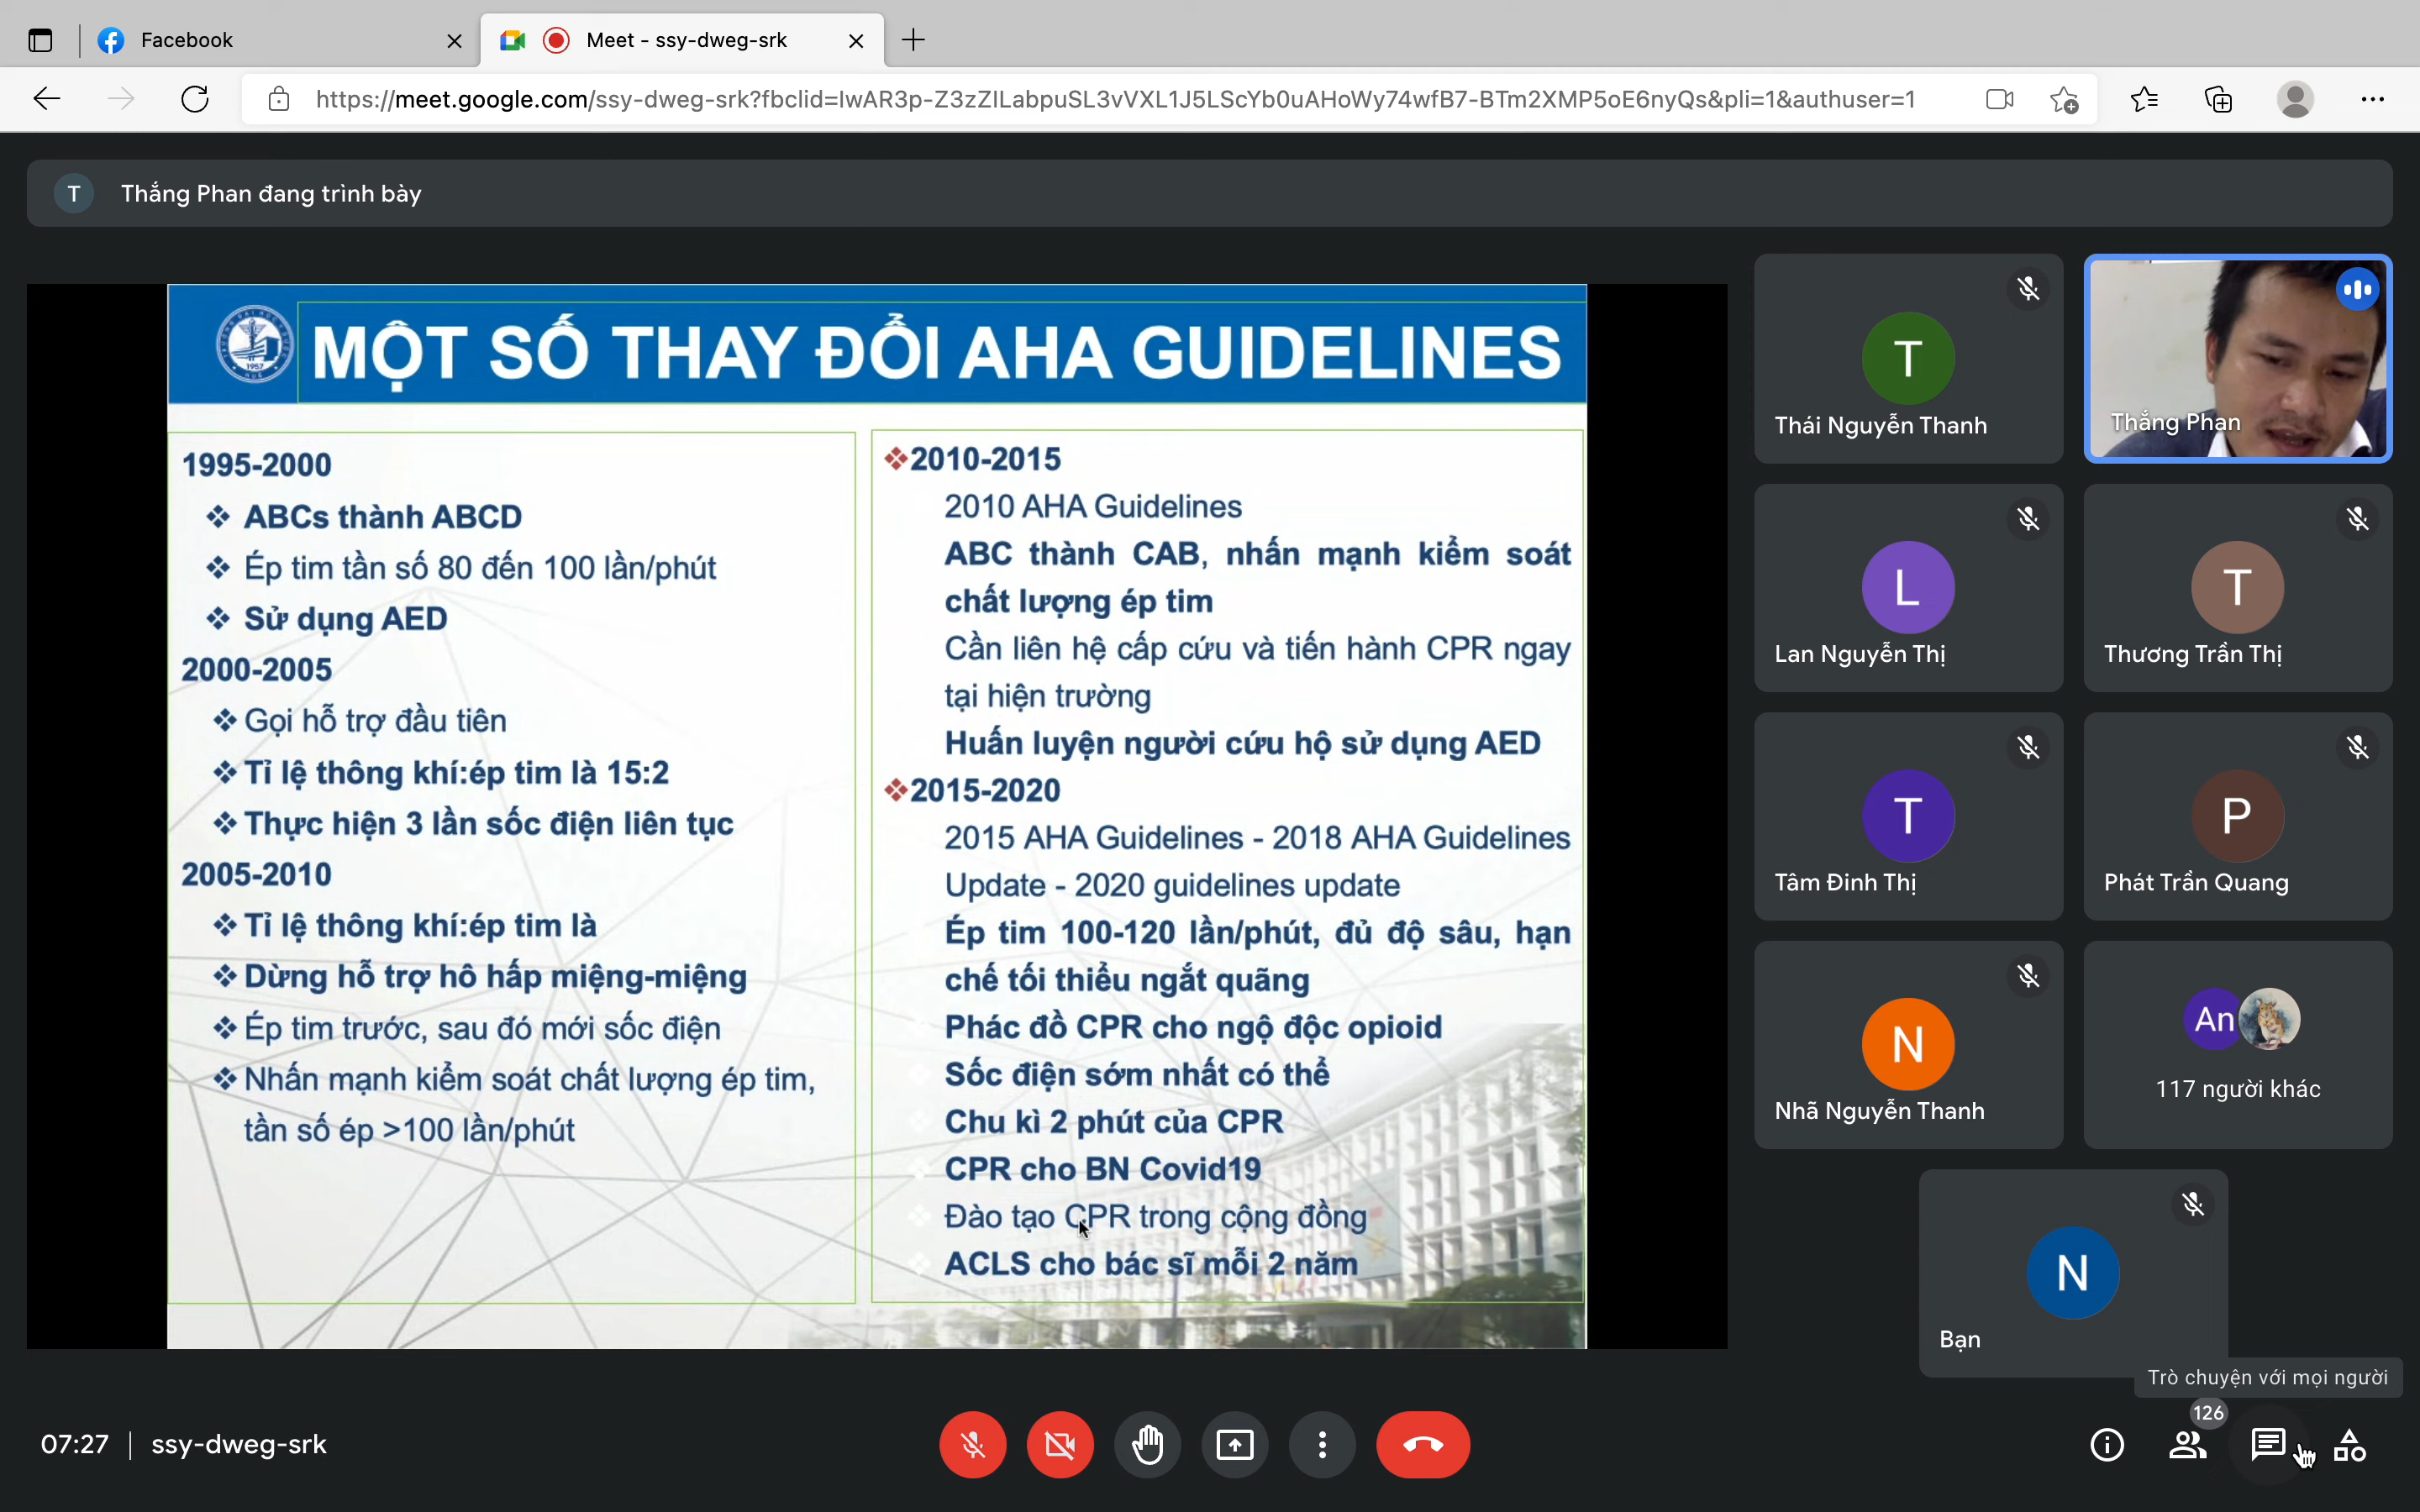 Facebook
Meet - ssy-dweg-srk
https://meet.google.com/ssy-dweg-srk?fbclid=IwAR3p-Z3zZILabpuSL3vVXL1J5LScYb0uAHoWy74wfB7-BTm2XMP5oE6nyQs&pli=1&authuser=1
T
Thắng Phan đang trình bày
1957
HUẾ
MỘT SỐ THAY ĐỔI AHA GUIDELINES
1995-2000
❖ ABCs thành ABCD
❖ Ép tim tần số 80 đến 100 lần/phút
❖ Sử dụng AED
2000-2005
❖ Gọi hỗ trợ đầu tiên
❖ Tỉ lệ thông khí:ép tim là 15:2
❖ Thực hiện 3 lần sốc điện liên tục
2005-2010
❖ Tỉ lệ thông khí:ép tim là
❖ Dừng hỗ trợ hô hấp miệng-miệng
❖ Ép tim trước, sau đó mới sốc điện
❖ Nhấn mạnh kiểm soát chất lượng ép tim,
tần số ép >100 lần/phút
❖2010-2015
2010 AHA Guidelines
ABC thành CAB, nhấn mạnh kiểm soát
chất lượng ép tim
Cần liên hệ cấp cứu và tiến hành CPR ngay
tại hiện trường
Huấn luyện người cứu hộ sử dụng AED
❖2015-2020
2015 AHA Guidelines - 2018 AHA Guidelines
Update - 2020 guidelines update
Ép tim 100-120 lần/phút, đủ độ sâu, hạn
chế tối thiểu ngắt quãng
Phác đồ CPR cho ngộ độc opioid
Sốc điện sớm nhất có thể
Chu kì 2 phút của CPR
CPR cho BN Covid19
Đào tạo CPR trong cộng đồng
ACLS cho bác sĩ mỗi 2 năm
T
Thái Nguyễn Thanh
Thắng Phan
L
Lan Nguyễn Thị
T
Thương Trần Thị
T
Tâm Đinh Thị
P
Phát Trần Quang
N
Nhã Nguyễn Thanh
An
117 người khác
N
Bạn
Trò chuyện với mọi người
126
07:27 | ssy-dweg-srk